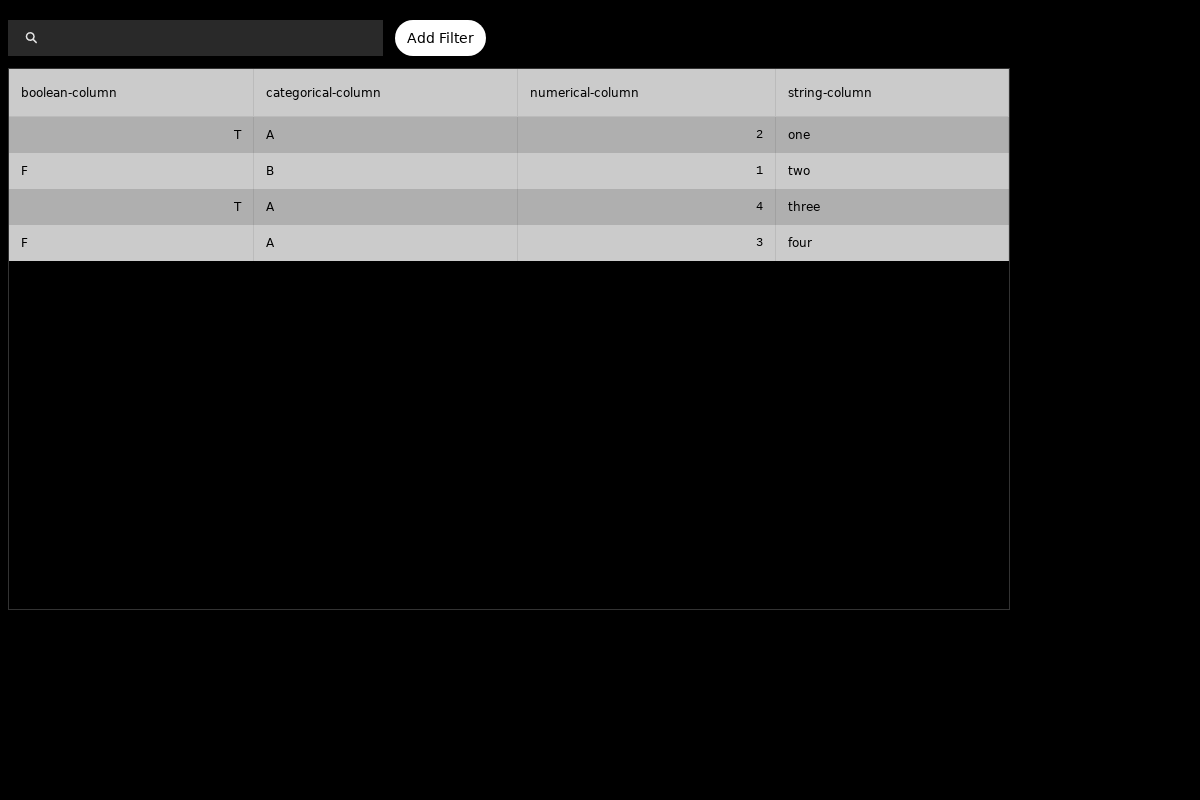 Add Filter
boolean-column categorical-column numerical-column string-column
T A 2 one
F B 1 two
T A 4 three
F A 3 four